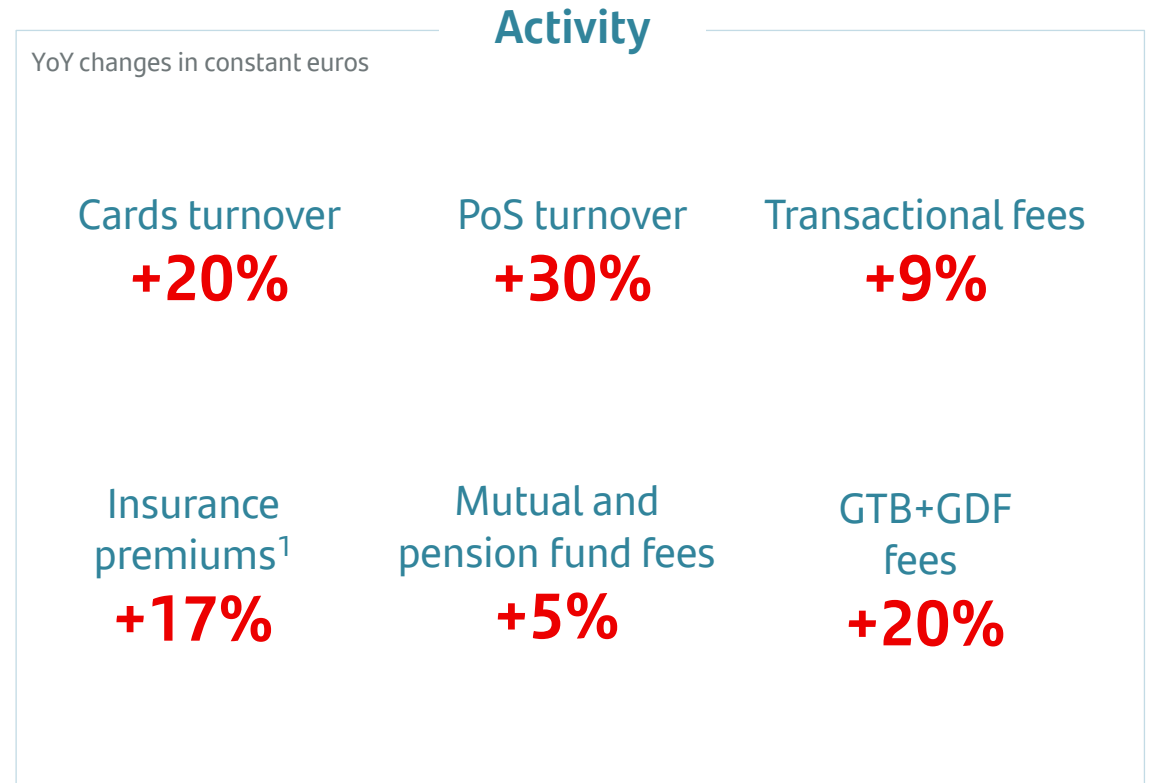 Activity
YoY changes in constant euros
Cards turnover
+20%
PoS turnover
+30%
Transactional fees
+9%
Insurance
premiums¹
+17%
Mutual and
pension fund fees
+5%
GTB+GDF
fees
+20%